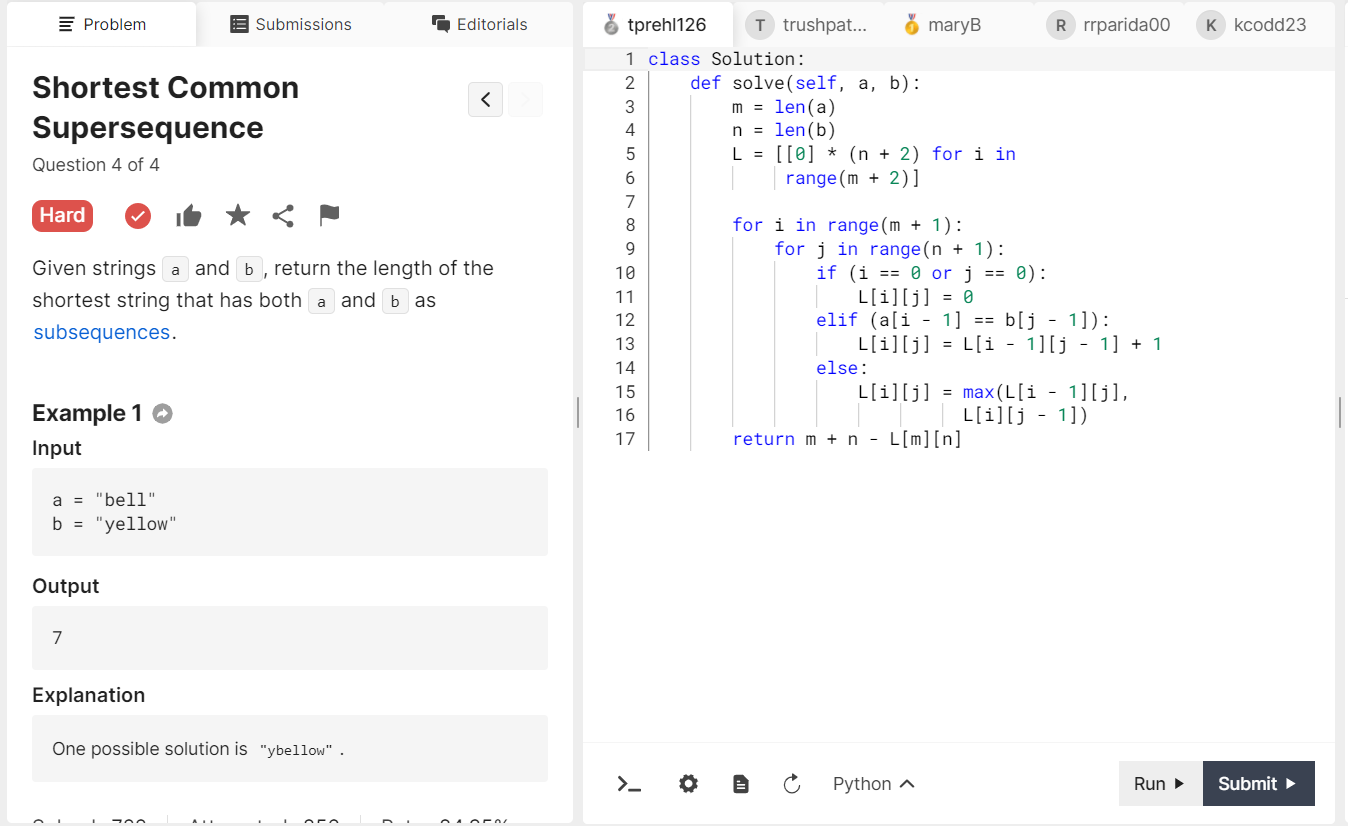 Problem
Submissions
Editorials
Shortest Common
Supersequence
Question 4 of 4
Hard
Given strings a and b, return the length of the
shortest string that has both a and b as
subsequences.
Example 1
Input
a = "bell"
b = "yellow"
Output
7
Explanation
One possible solution is "ybellow" .
tprehl126
T trushpat...
maryB
R rrparida00
K kcodd23
1 class Solution:
2 def solve(self, a, b):
3 m = len(a)
4 n = len(b)
5 L = [[0] * (n + 2) for i in
6 range(m + 2)]
7
8 for i in range(m + 1):
9 for j in range(n + 1):
10 if (i == 0 or j == 0):
11 L[i][j] = 0
12 elif (a[i - 1] == b[j - 1]):
13 L[i][j] = L[i - 1][j - 1] + 1
14 else:
15 L[i][j] = max(L[i - 1][j],
16 L[i][j - 1])
17 return m + n - L[m][n]
Python
Run
Submit